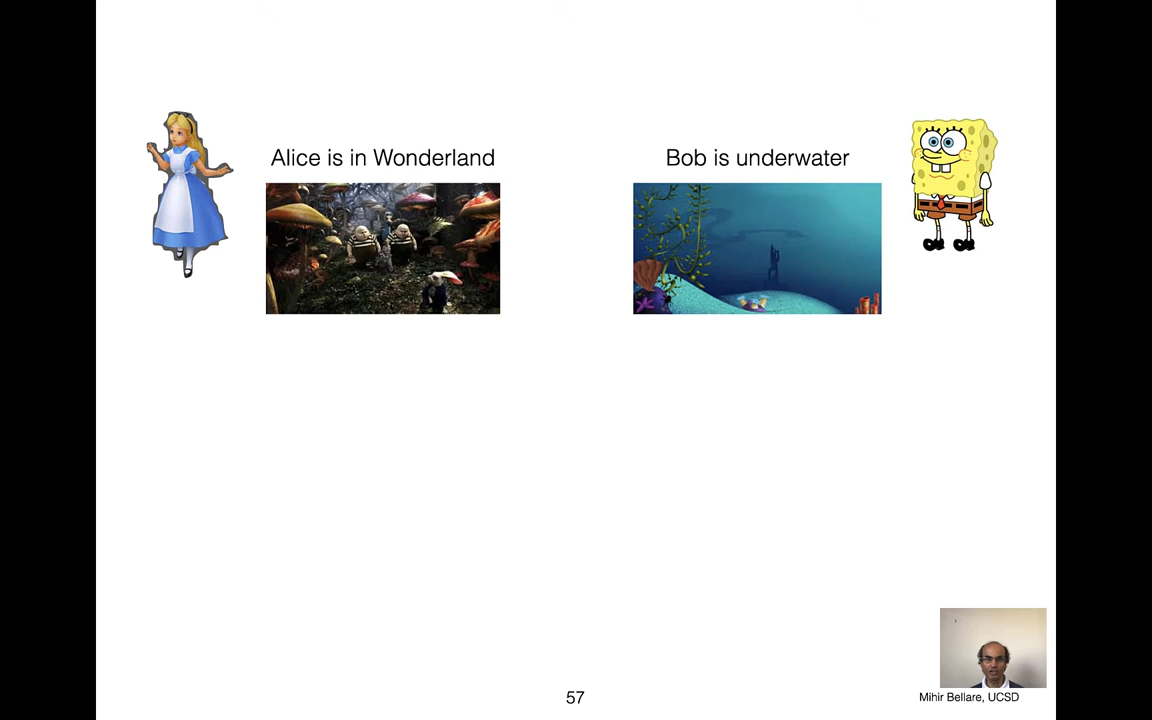 Alice is in Wonderland
Bob is underwater
Mihir Bellare, UCSD
57